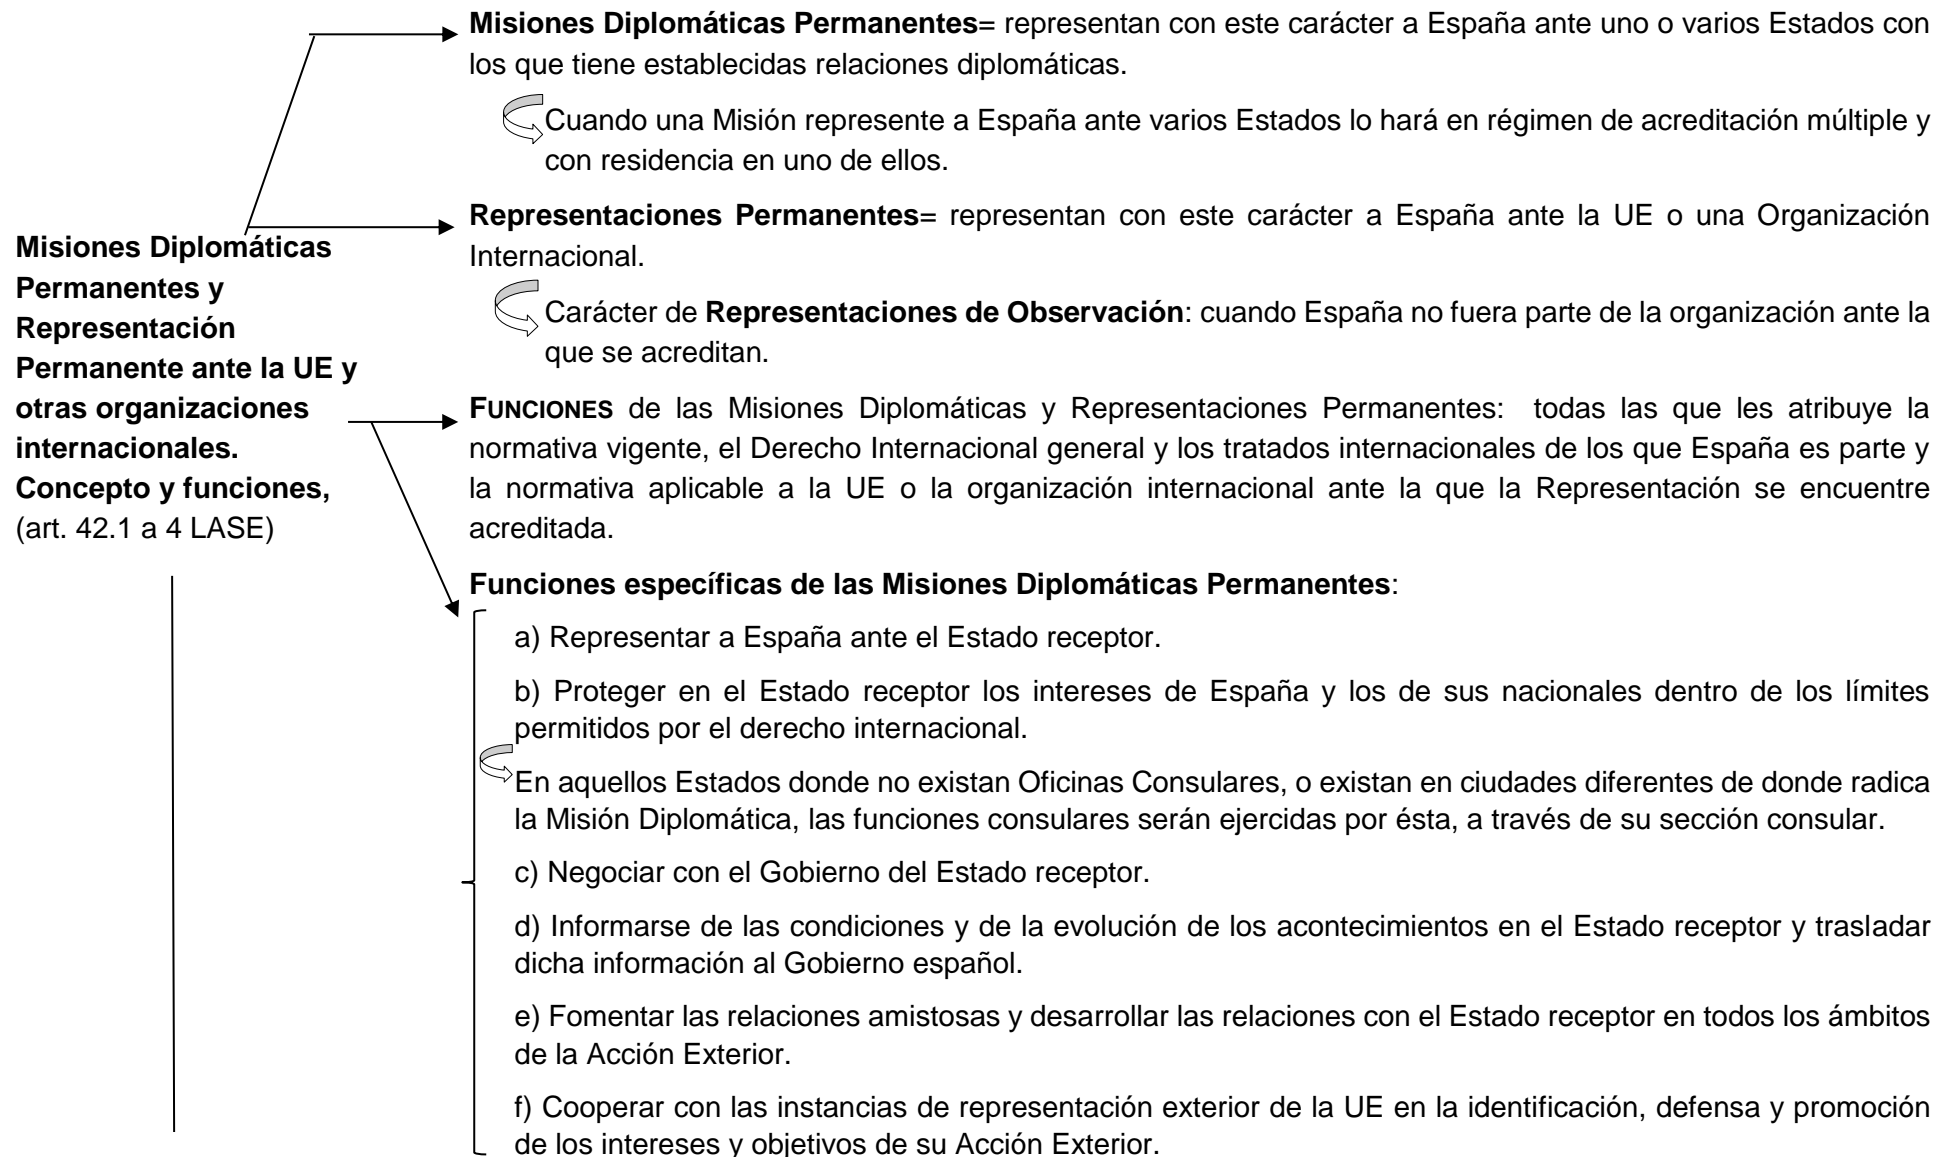 Misiones Diplomáticas Permanentes= representan con este carácter a España ante uno o varios Estados con
los que tiene establecidas relaciones diplomáticas.
Cuando una Misión represente a España ante varios Estados lo hará en régimen de acreditación múltiple y
con residencia en uno de ellos.
Representaciones Permanentes= representan con este carácter a España ante la UE o una Organización
Internacional.
Carácter de Representaciones de Observación: cuando España no fuera parte de la organización ante la
que se acreditan.
Misiones Diplomáticas
Permanentes y
Representación
Permanente ante la UE y
otras organizaciones
internacionales.
Concepto y funciones,
(art. 42.1 a 4 LASE)
FUNCIONES de las Misiones Diplomáticas y Representaciones Permanentes: todas las que les atribuye la
normativa vigente, el Derecho Internacional general y los tratados internacionales de los que España es parte y
la normativa aplicable a la UE o la organización internacional ante la que la Representación se encuentre
acreditada.
Funciones específicas de las Misiones Diplomáticas Permanentes:
a) Representar a España ante el Estado receptor.
b) Proteger en el Estado receptor los intereses de España y los de sus nacionales dentro de los límites
permitidos por el derecho internacional.
En aquellos Estados donde no existan Oficinas Consulares, o existan en ciudades diferentes de donde radica
la Misión Diplomática, las funciones consulares serán ejercidas por ésta, a través de su sección consular.
c) Negociar con el Gobierno del Estado receptor.
d) Informarse de las condiciones y de la evolución de los acontecimientos en el Estado receptor y trasladar
dicha información al Gobierno español.
e) Fomentar las relaciones amistosas y desarrollar las relaciones con el Estado receptor en todos los ámbitos
de la Acción Exterior.
f) Cooperar con las instancias de representación exterior de la UE en la identificación, defensa y promoción
de los intereses y objetivos de su Acción Exterior.